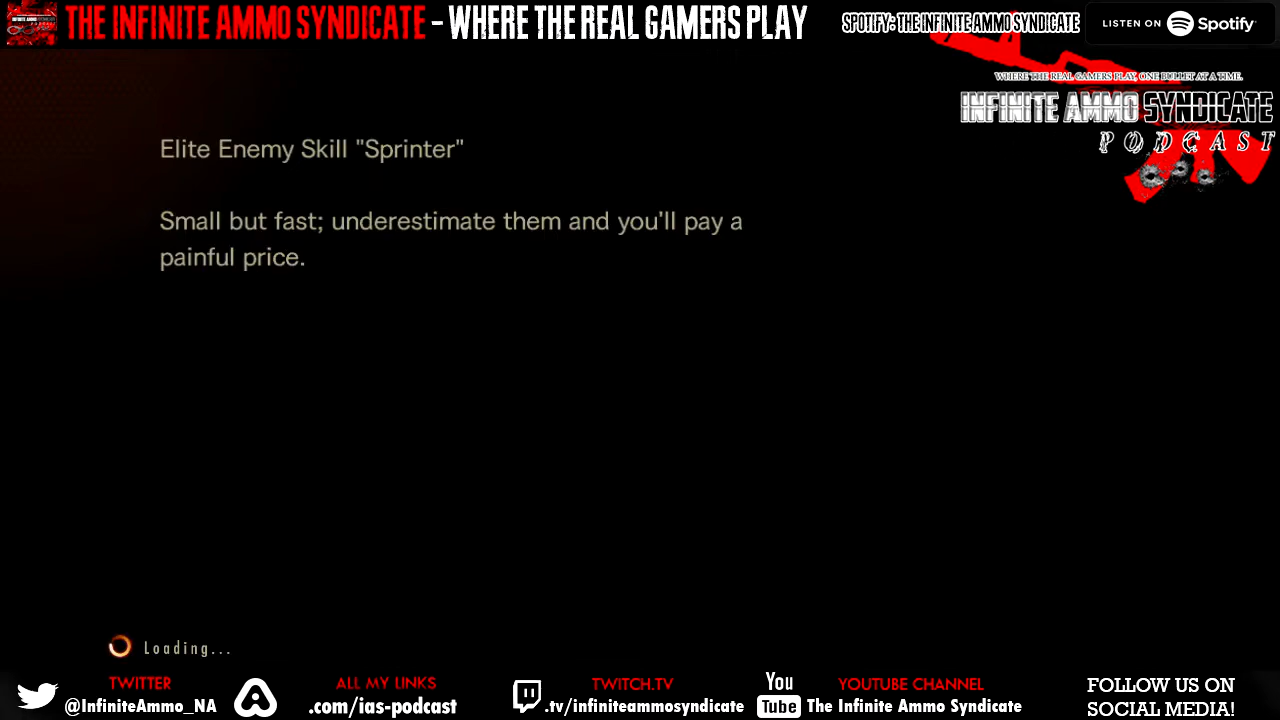 THE INFINITE AMMO SYNDICATE - WHERE THE REAL GAMERS PLAY
SPOTIFY: THE INFINITE AMMO SYNDICATE
LISTEN ON Spotify
WHERE THE REAL GAMERS PLAY, ONE BULLET AT A TIME.
INFINITE AMMO SYNDICATE
PODCAST
Elite Enemy Skill "Sprinter"
Small but fast; underestimate them and you'll pay a
painful price.
Loading...
TWITTER
@InfiniteAmmo_NA
ALL MY LINKS
.com/ias-podcast
TWITCH.TV
.tv/infiniteammosyndicate
You
Tube
YOUTUBE CHANNEL
The Infinite Ammo Syndicate
FOLLOW US ON
SOCIAL MEDIA!